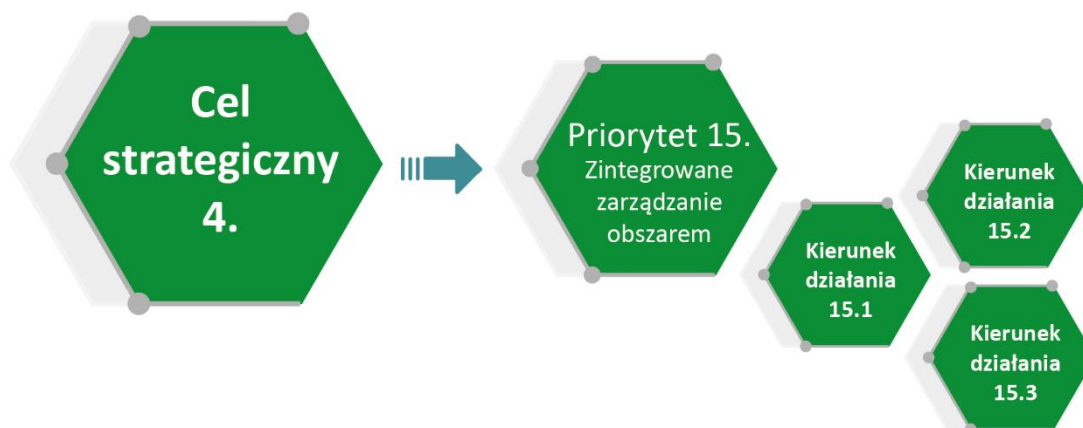 Cel
strategiczny
4.
Priorytet 15.
Zintegrowane
zarządzanie
obszarem
Kierunek
działania
15.1
Kierunek
działania
15.2
Kierunek
działania
15.3